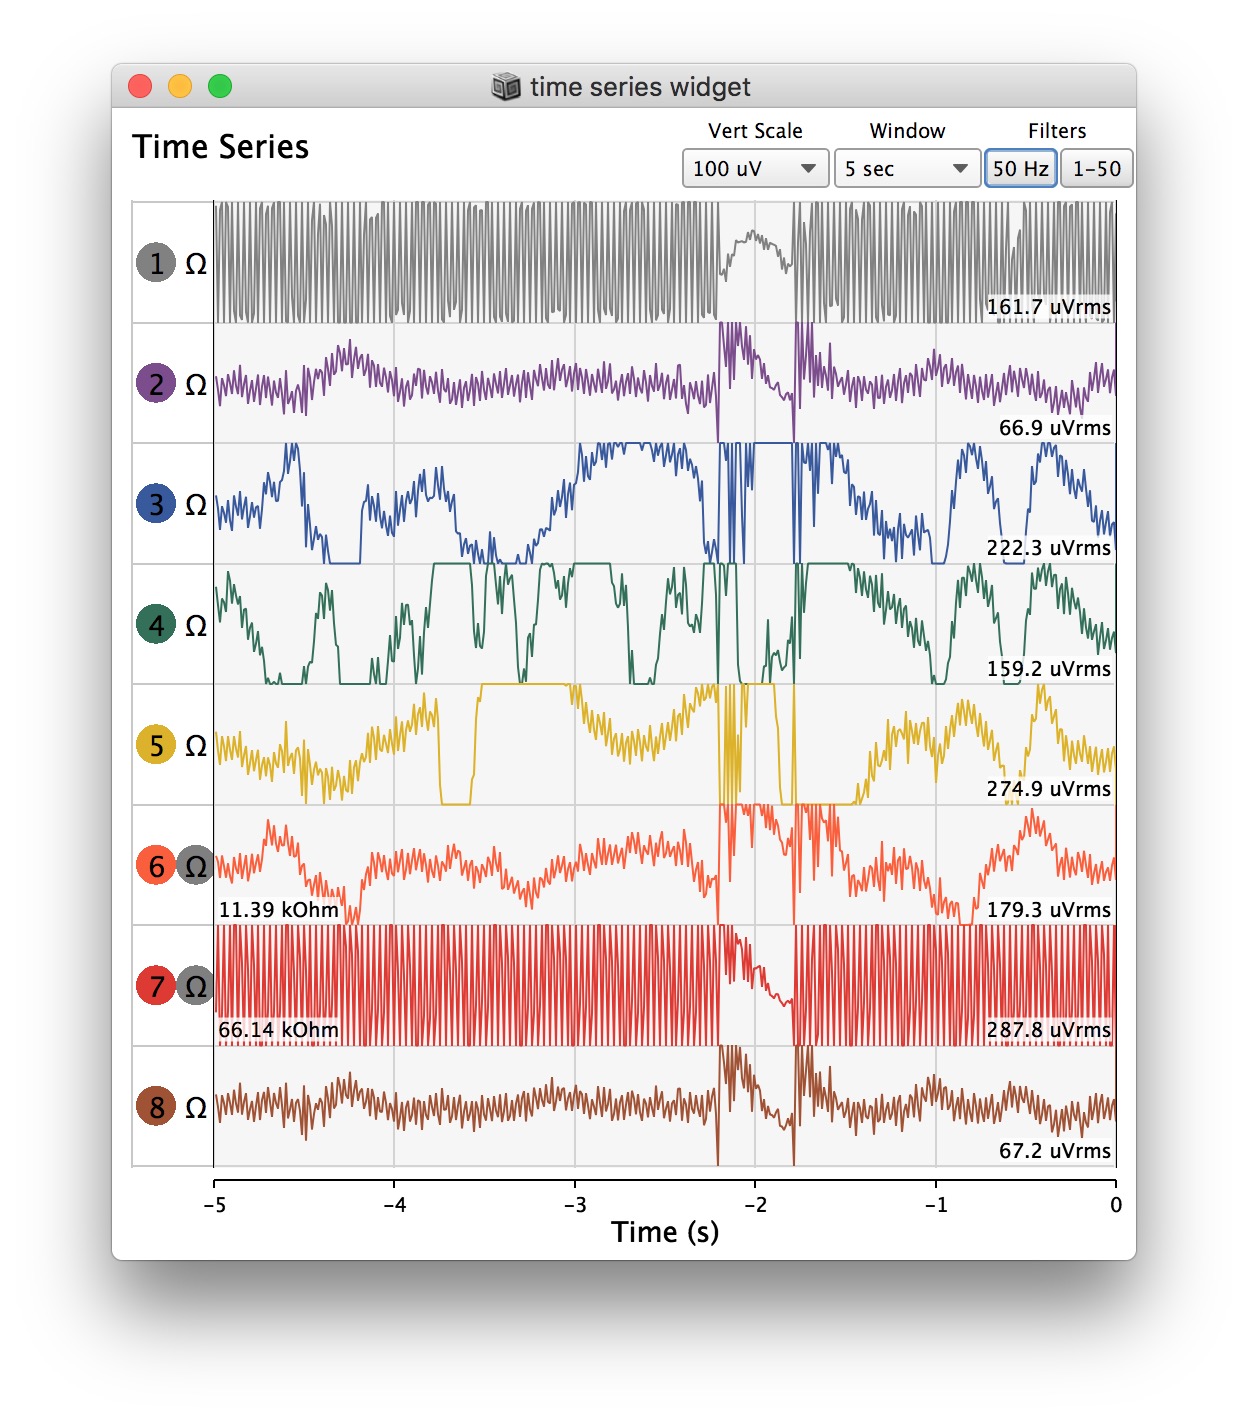 time series widget
Time Series
Vert Scale Window Filters
100 uV 5 sec 50 Hz 1-50
1 Ω
161.7 uVrms
2 Ω
66.9 uVrms
3 Ω
222.3 uVrms
4 Ω
159.2 uVrms
5 Ω
274.9 uVrms
6 Ω
11.39 kOhm 179.3 uVrms
7 Ω
66.14 kOhm 287.8 uVrms
8 Ω
67.2 uVrms
-5 -4 -3 -2 -1 0
Time (s)